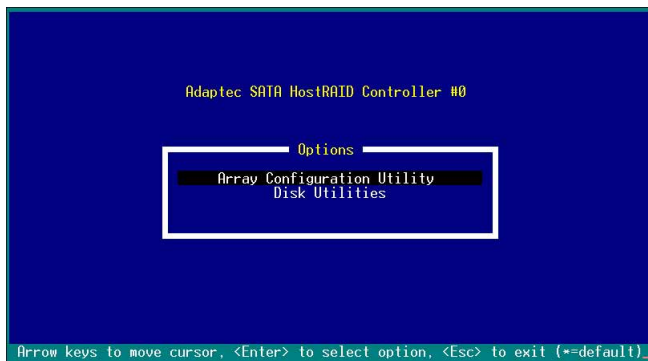 Adaptec SATA HostRAID Controller #0
Options
Array Configuration Utility
Disk Utilities
Arrow keys to move cursor, <Enter> to select option, <Esc> to exit (*=default)_